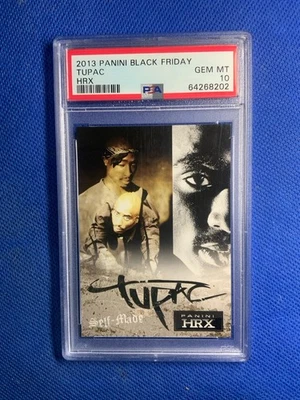 2013 PANINI BLACK FRIDAY
TUPAC GEM MT
HRX 10
PSA 64268202
TUPAC
Self-Made
PANINI
HRX